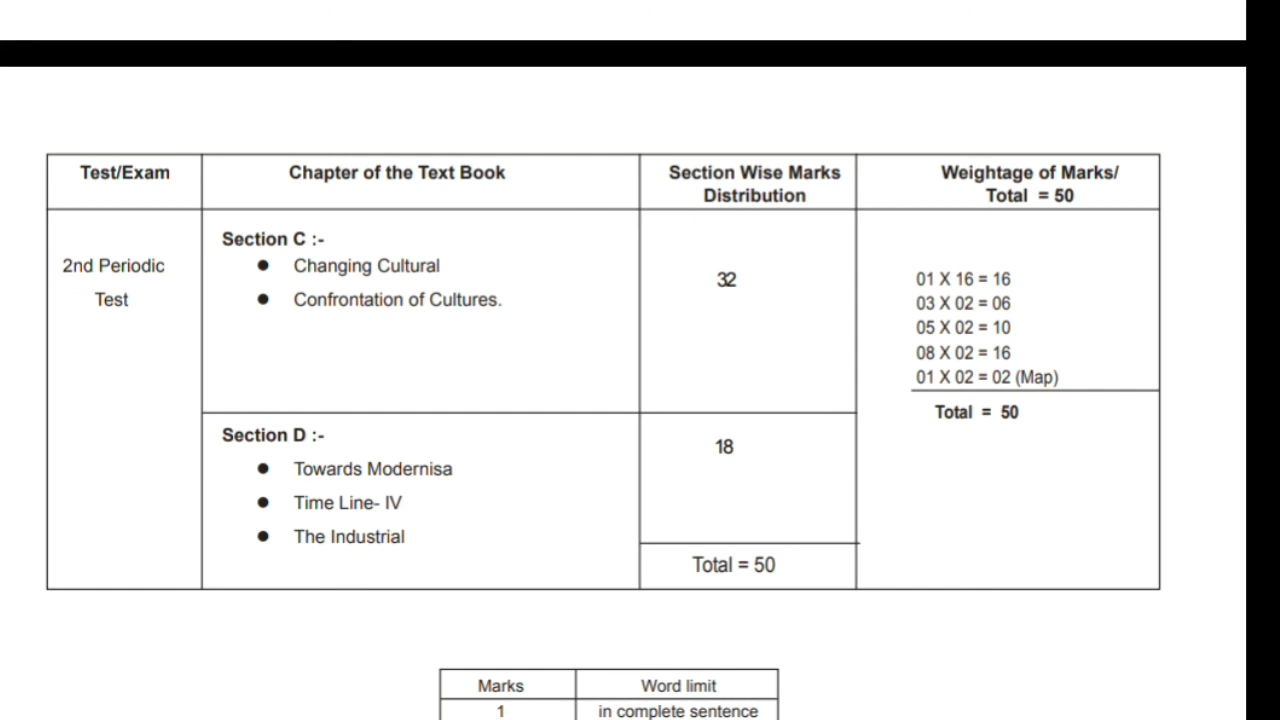 Test/Exam
Chapter of the Text Book
Section Wise Marks
Distribution
Weightage of Marks/
Total = 50
2nd Periodic
Test
Section C :-
● Changing Cultural
● Confrontation of Cultures.
32
01 X 16 = 16
03 X 02 = 06
05 X 02 = 10
08 X 02 = 16
01 X 02 = 02 (Map)
Total = 50
Section D :-
● Towards Modernisa
● Time Line- IV
● The Industrial
18
Total = 50
Marks
Word limit
1
in complete sentence